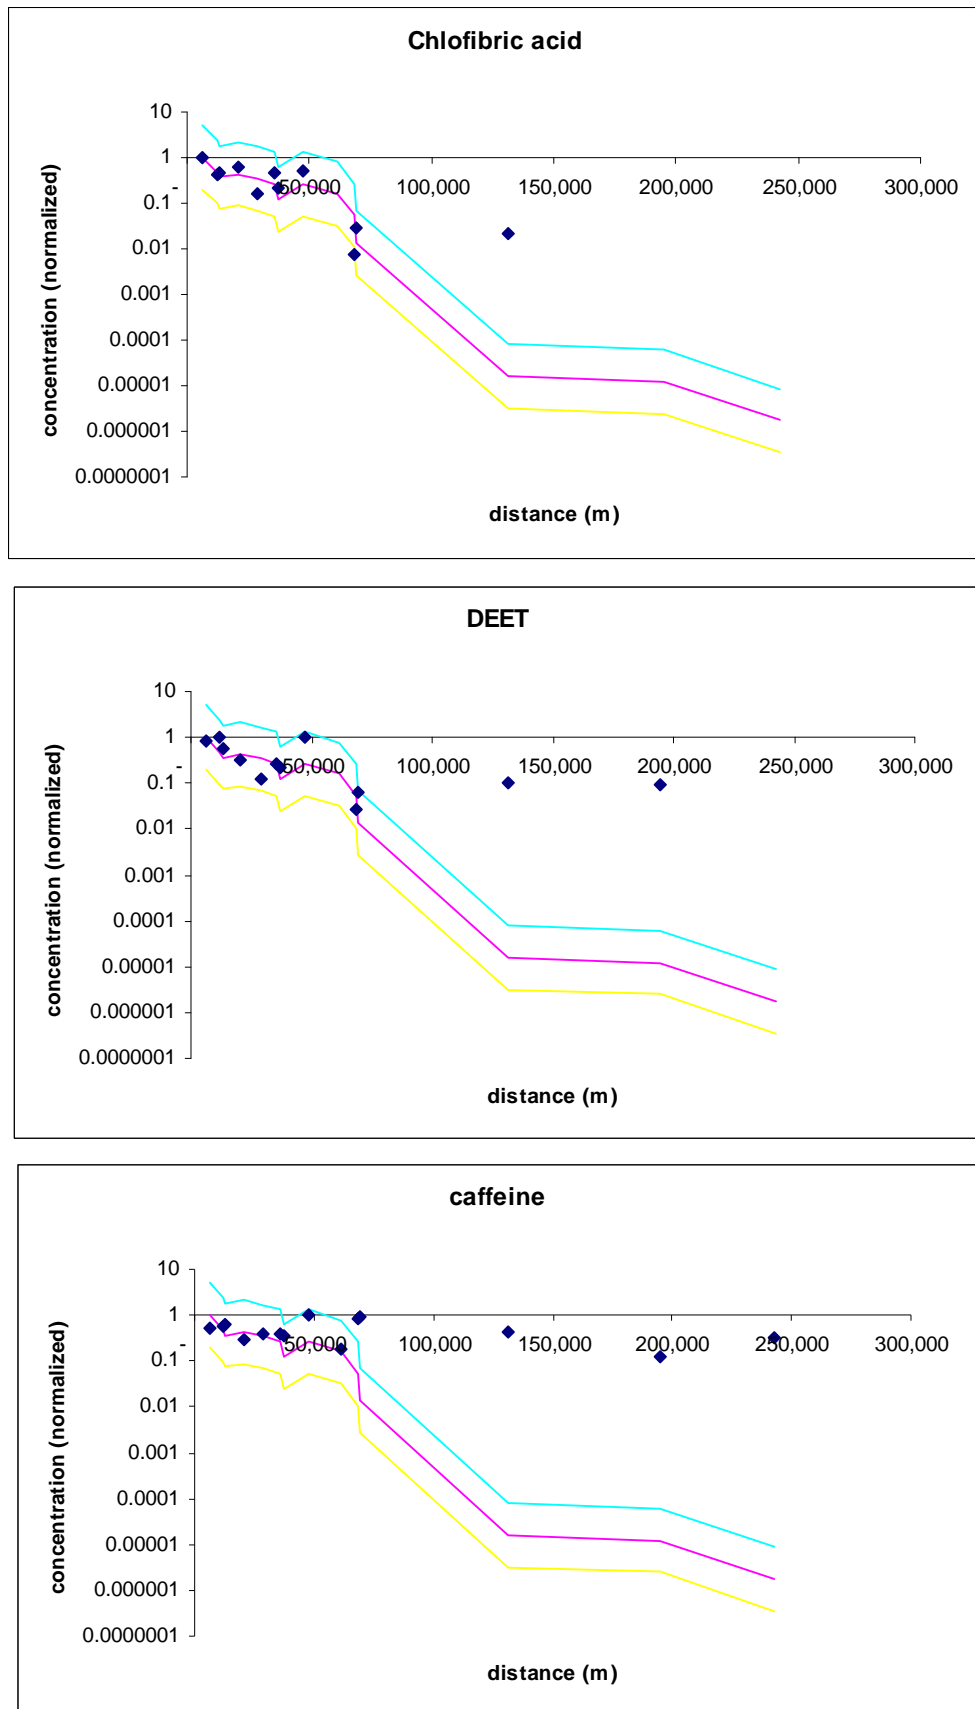 Chlofibric acid
concentration (normalized)
10
1
-
0.1
0.01
0.001
0.0001
0.00001
0.000001
0.0000001
50,000 100,000 150,000 200,000 250,000 300,000
distance (m)
DEET
concentration (normalized)
10
1
-
0.1
0.01
0.001
0.0001
0.00001
0.000001
0.0000001
50,000 100,000 150,000 200,000 250,000 300,000
distance (m)
caffeine
concentration (normalized)
10
1
-
0.1
0.01
0.001
0.0001
0.00001
0.000001
0.0000001
50,000 100,000 150,000 200,000 250,000 300,000
distance (m)